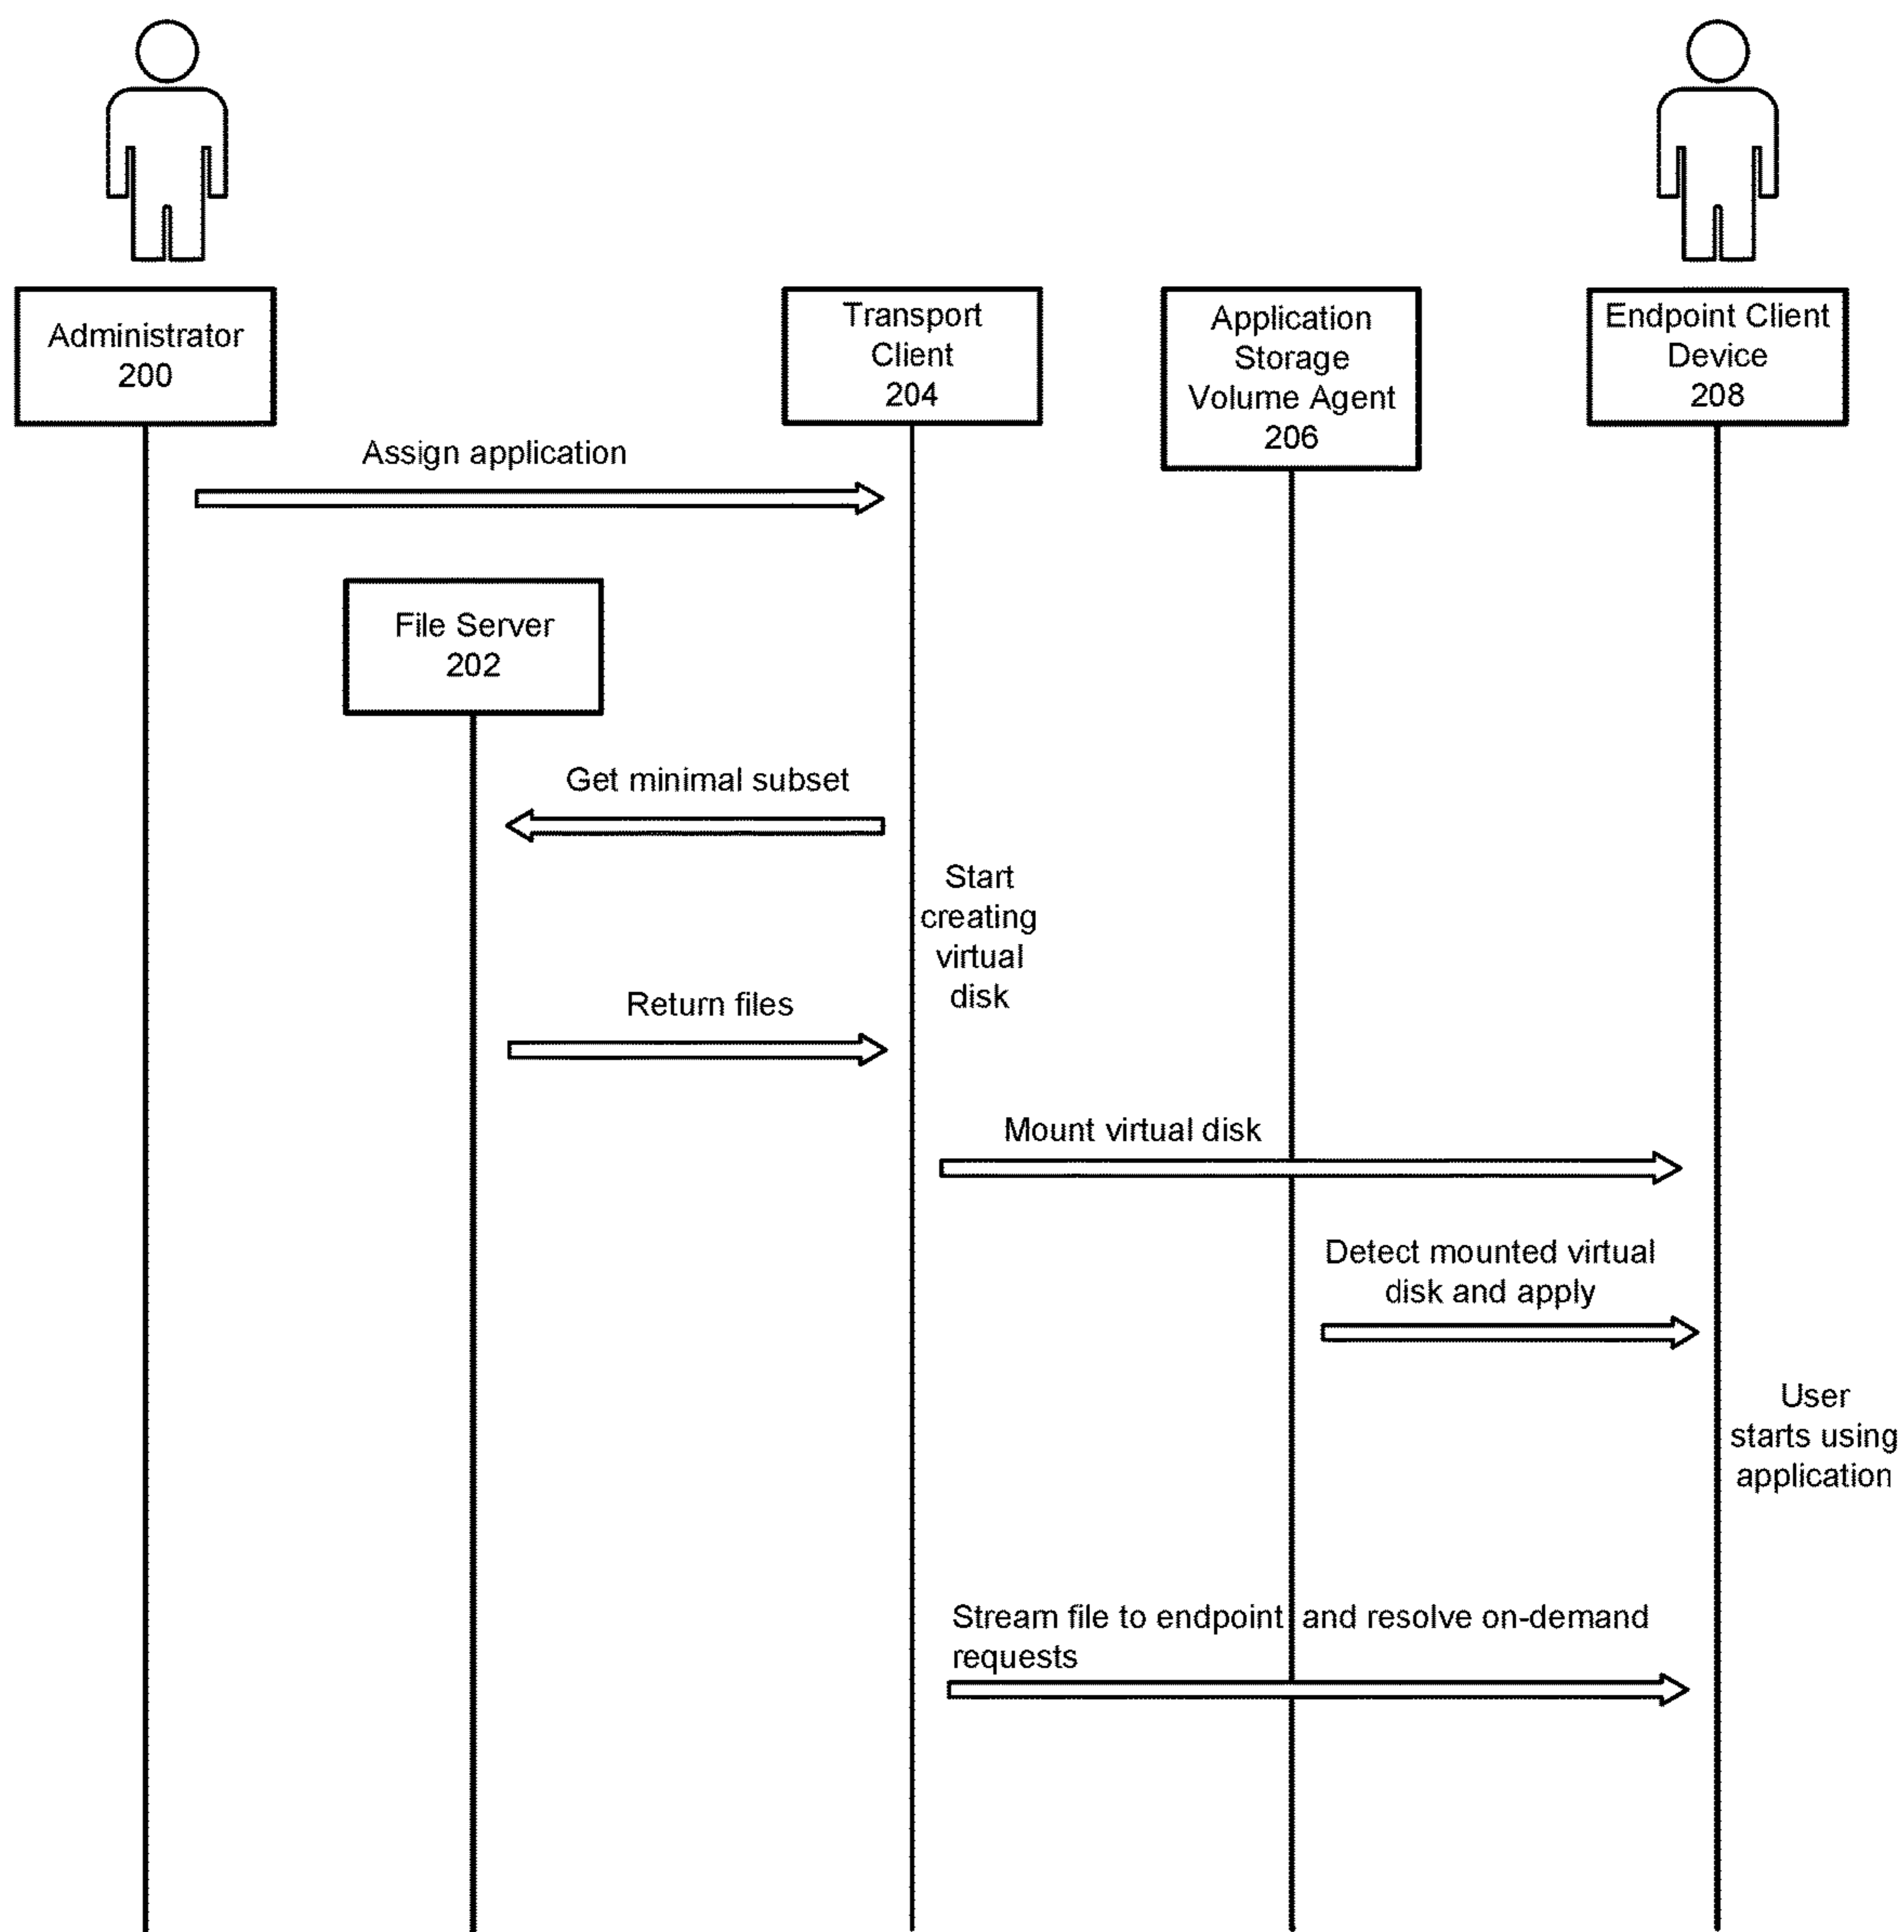 Administrator
200
Transport
Client
204
Application
Storage
Volume Agent
206
Endpoint Client
Device
208
Assign application
File Server
202
Get minimal subset
Start
creating
virtual
disk
Return files
Mount virtual disk
Detect mounted virtual
disk and apply
User
starts using
application
Stream file to endpoint and resolve on-demand
requests